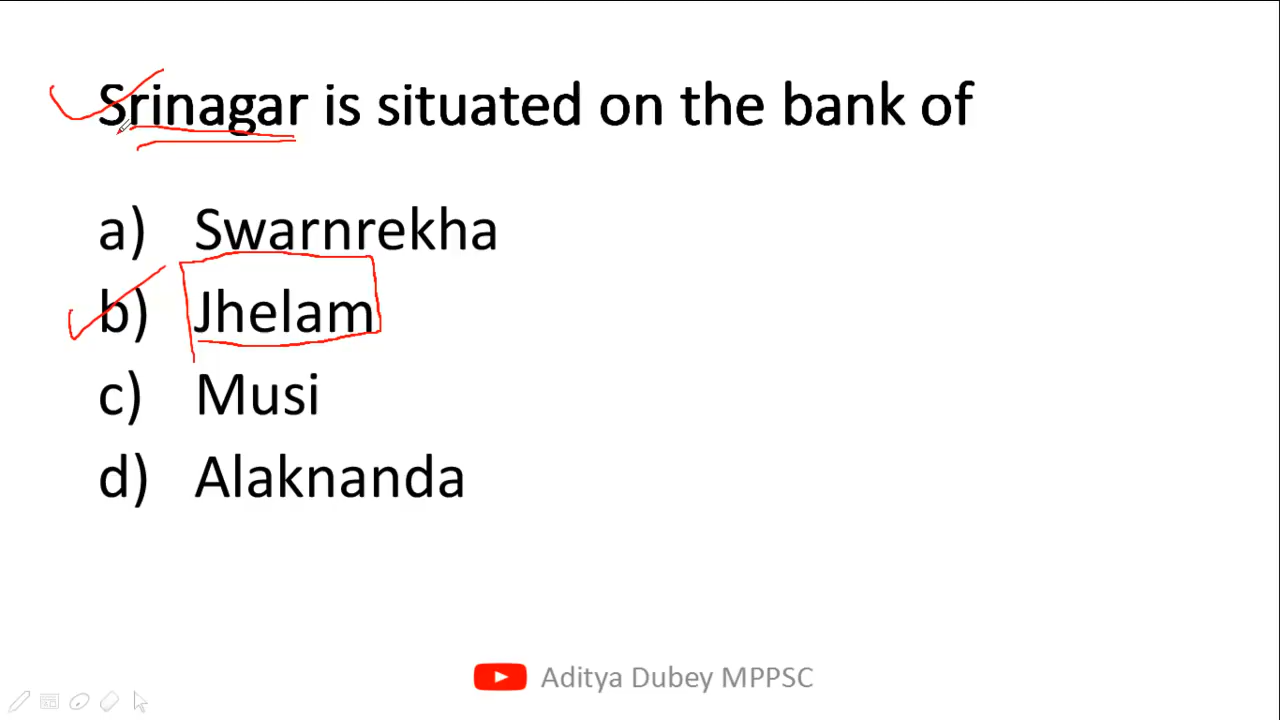 Srinagar is situated on the bank of
a) Swarnrekha
b) Jhelam
c) Musi
d) Alaknanda
Aditya Dubey MPPSC